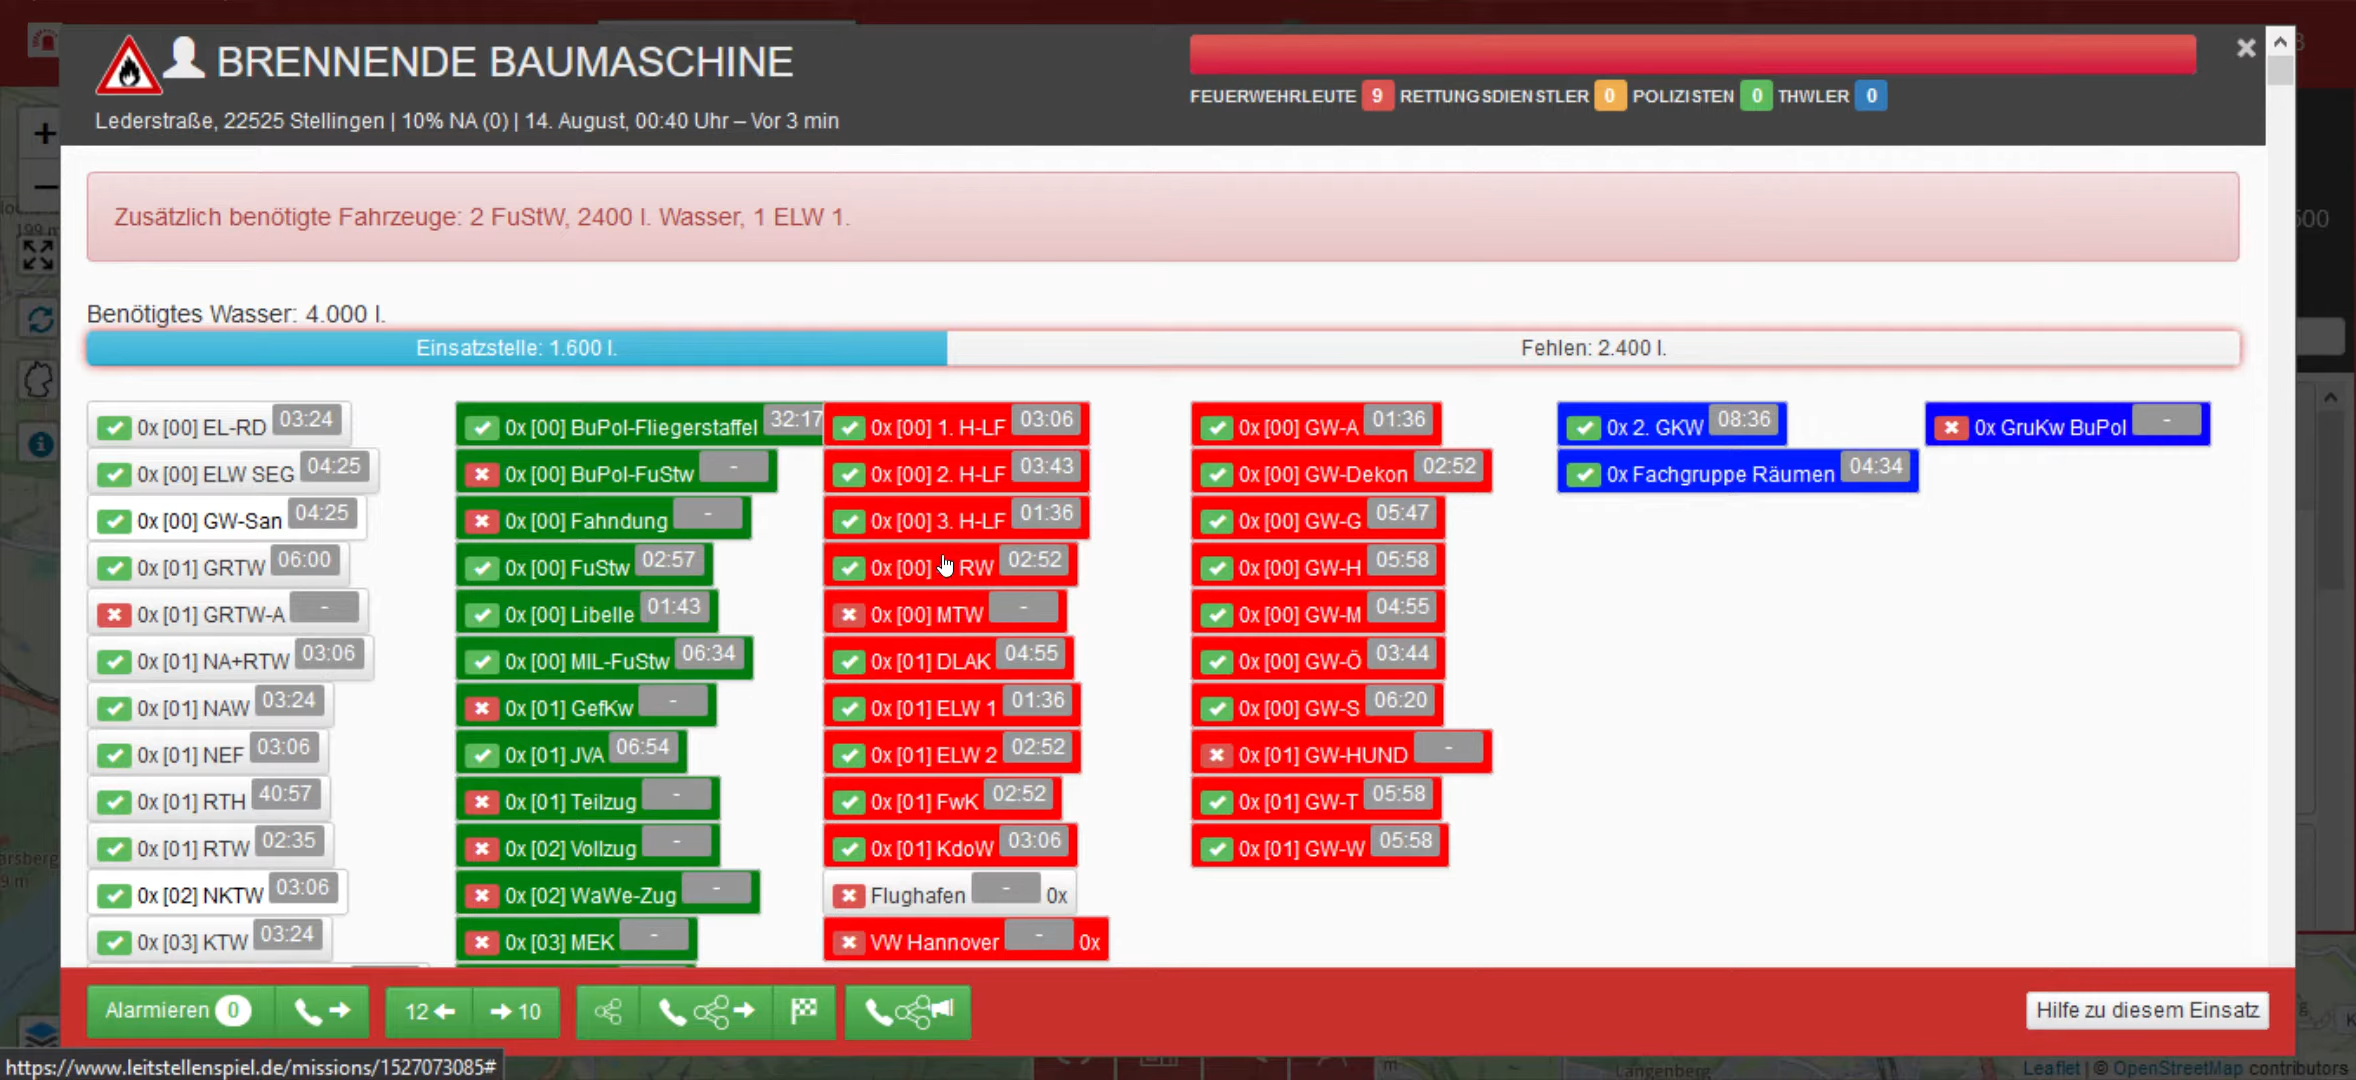 BRENNENDE BAUMASCHINE
Lederstraße, 22525 Stellingen | 10% NA (0) | 14. August, 00:40 Uhr – Vor 3 min
FEUERWEHRLEUTE 9 RETTUNGSDIENSTLER 0 POLIZISTEN 0 THWLER 0
Zusätzlich benötigte Fahrzeuge: 2 FuStW, 2400 l. Wasser, 1 ELW 1.
Benötigtes Wasser: 4.000 l.
Einsatzstelle: 1.600 l.
Fehlen: 2.400 l.
0x [00] EL-RD 03:24
0x [00] ELW SEG 04:25
0x [00] GW-San 04:25
0x [01] GRTW 06:00
0x [01] GRTW-A -
0x [01] NA+RTW 03:06
0x [01] NAW 03:24
0x [01] NEF 03:06
0x [01] RTH 40:57
0x [01] RTW 02:35
0x [02] NKTW 03:06
0x [03] KTW 03:24
0x [00] BuPol-Fliegerstaffel 32:17
0x [00] BuPol-FuStw -
0x [00] Fahndung -
0x [00] FuStw 02:57
0x [00] Libelle 01:43
0x [00] MIL-FuStw 06:34
0x [01] GefKw -
0x [01] JVA 06:54
0x [01] Teilzug -
0x [02] Vollzug -
0x [02] WaWe-Zug -
0x [03] MEK -
0x [00] 1. H-LF 03:06
0x [00] 2. H-LF 03:43
0x [00] 3. H-LF 01:36
0x [00] RW 02:52
0x [00] MTW -
0x [01] DLAK 04:55
0x [01] ELW 1 01:36
0x [01] ELW 2 02:52
0x [01] FwK 02:52
0x [01] KdoW 03:06
Flughafen - 0x
VW Hannover - 0x
0x [00] GW-A 01:36
0x [00] GW-Dekon 02:52
0x [00] GW-G 05:47
0x [00] GW-H 05:58
0x [00] GW-M 04:55
0x [00] GW-Ö 03:44
0x [00] GW-S 06:20
0x [01] GW-HUND -
0x [01] GW-T 05:58
0x [01] GW-W 05:58
0x 2. GKW 08:36
0x Fachgruppe Räumen 04:34
0x GruKw BuPol -
Alarmieren 0
12
10
Hilfe zu diesem Einsatz
https://www.leitstellenspiel.de/missions/1527073085#
Langenberg
Leaflet | © OpenStreetMap contributors